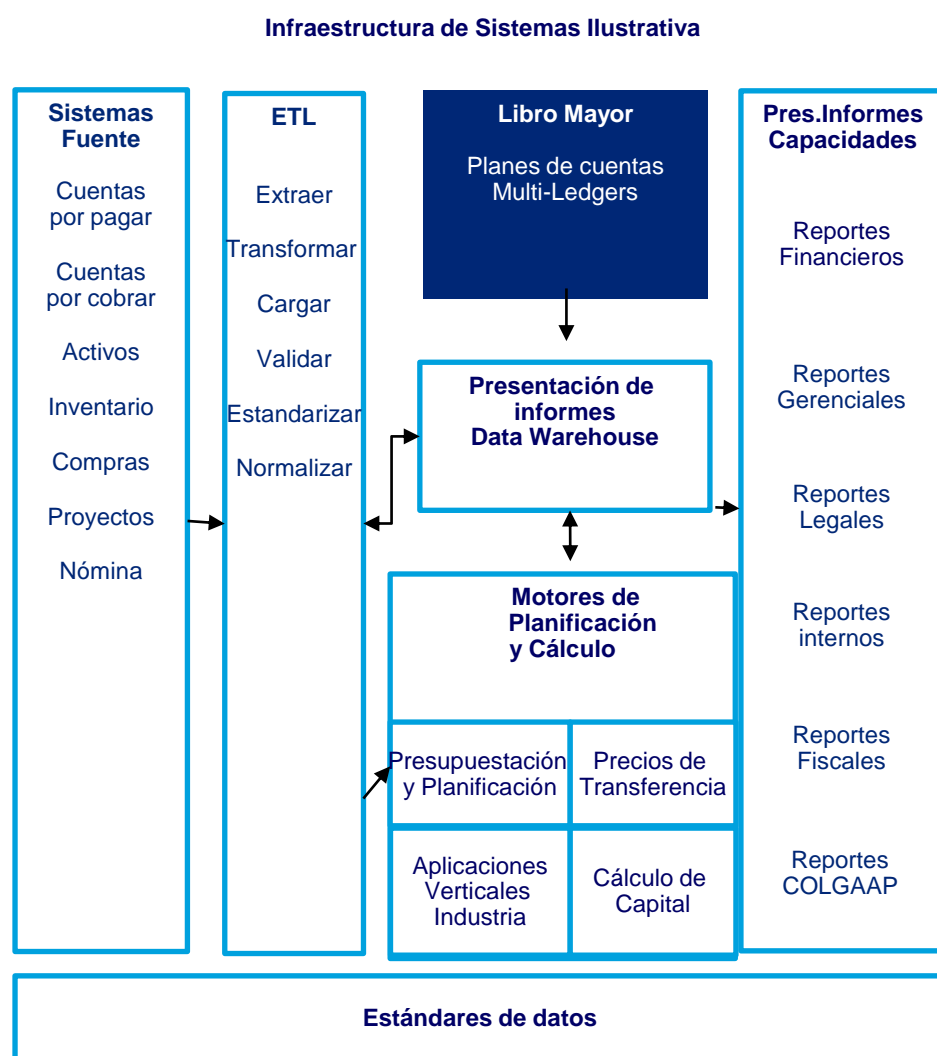 Infraestructura de Sistemas Ilustrativa
Sistemas
Fuente
Cuentas
por pagar
Cuentas
por cobrar
Activos
Inventario
Compras
Proyectos
Nómina
ETL
Extraer
Transformar
Cargar
Validar
Estandarizar
Normalizar
Libro Mayor
Planes de cuentas
Multi-Ledgers
Presentación de
informes
Data Warehouse
Motores de
Planificación
y Cálculo
Presupuestación
y Planificación
Precios de
Transferencia
Aplicaciones
Verticales
Industria
Cálculo de
Capital
Pres.Informes
Capacidades
Reportes
Financieros
Reportes
Gerenciales
Reportes
Legales
Reportes
internos
Reportes
Fiscales
Reportes
COLGAAP
Estándares de datos